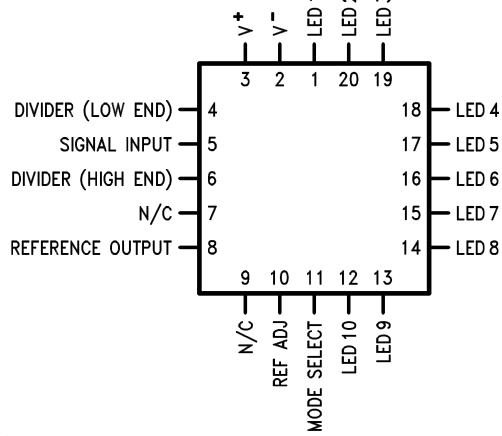 V+
V-
LED
LED 2
LED 3
3 2 1 20 19
DIVIDER (LOW END) 4
SIGNAL INPUT 5
DIVIDER (HIGH END) 6
N/C 7
REFERENCE OUTPUT 8
18 LED 4
17 LED 5
16 LED 6
15 LED 7
14 LED 8
9 10 11 12 13
N/C
REF ADJ
MODE SELECT
LED 10
LED 9